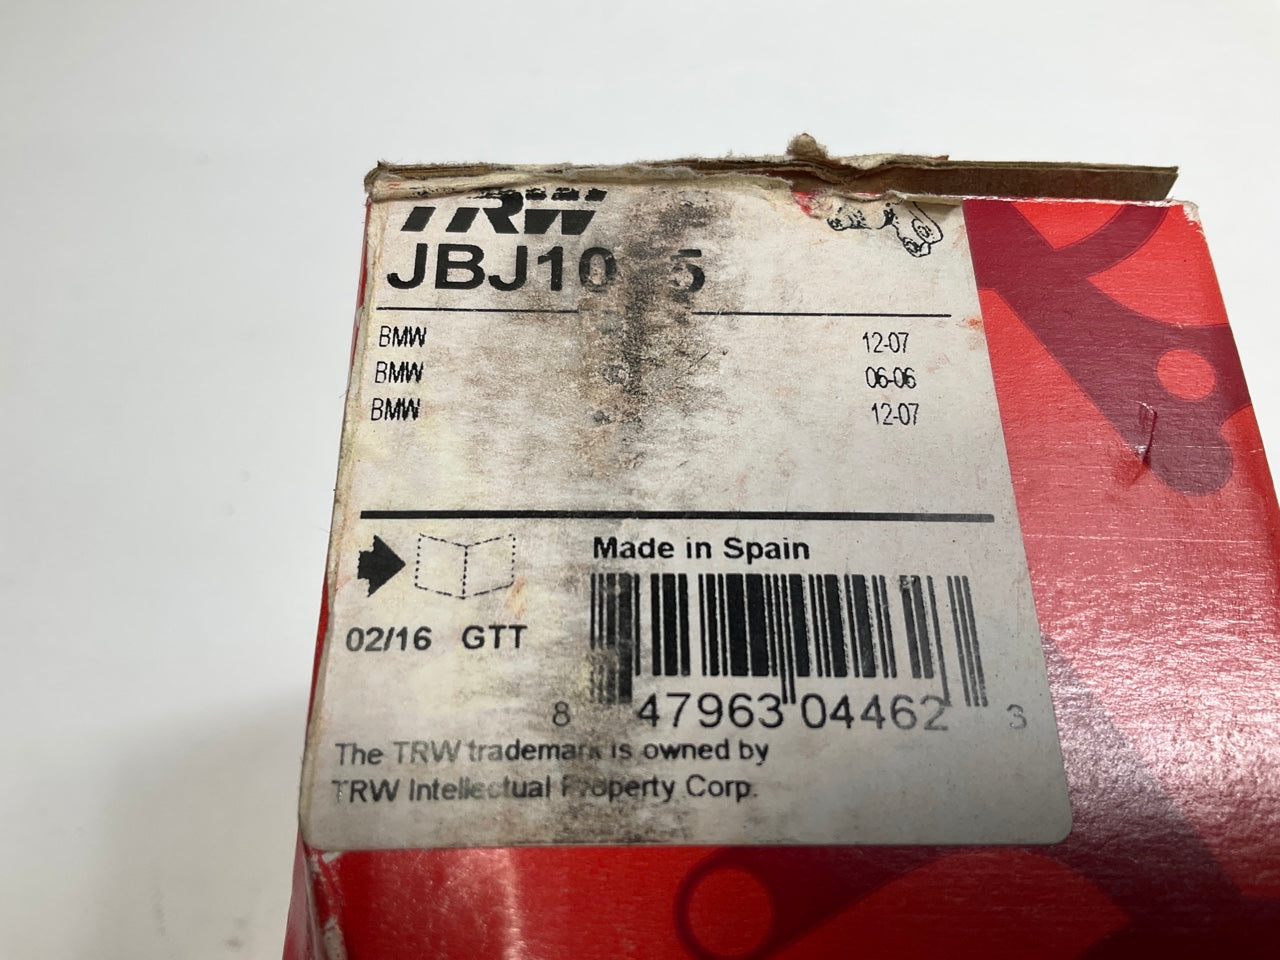 TRW
BMW 12-07
BMW 06-06
BMW 12-07
Made in Spain
02/16 GTT
8 47963 04462 3
The TRW trademark is owned by
TRW Intellectual Property Corp.